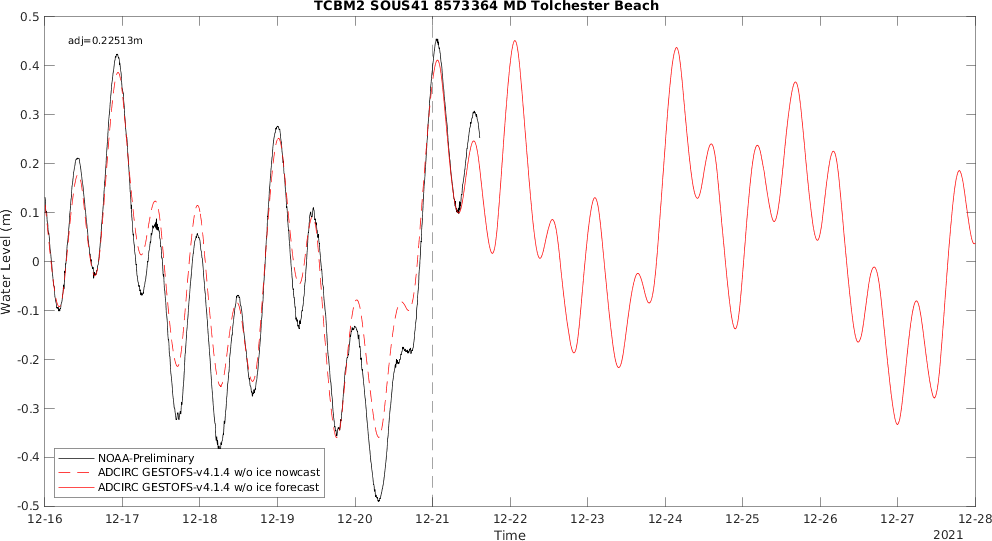 TCBM2 SOUS41 8573364 MD Tolchester Beach
adj=0.22513m
0.5
0.4
0.3
0.2
0.1
0
-0.1
-0.2
-0.3
-0.4
-0.5
Water Level (m)
NOAA-Preliminary
ADCIRC GESTOFS-v4.1.4 w/o ice nowcast
ADCIRC GESTOFS-v4.1.4 w/o ice forecast
12-16 12-17 12-18 12-19 12-20 12-21 12-22 12-23 12-24 12-25 12-26 12-27 12-28
Time
2021